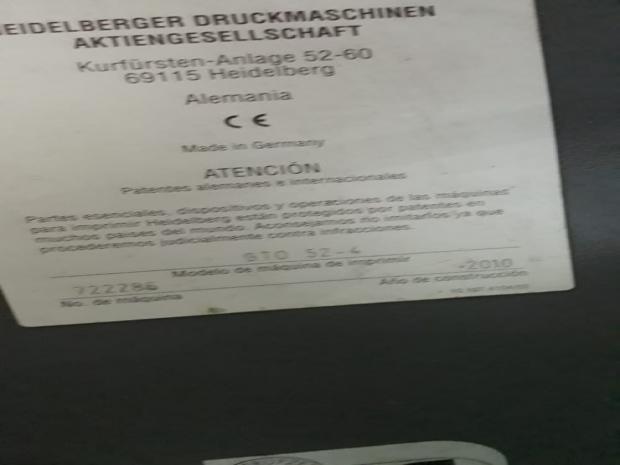 HEIDELBERGER DRUCKMASCHINEN
AKTIENGESELLSCHAFT
Kurfürsten-Anlage 52-60
69115 Heidelberg
Alemania
CE
Made in Germany
ATENCIÓN
Patentes alemanes e internacionales
Partes esenciales, dispositivos y operaciones de las máquinas
para imprimir Heidelberg están protegidos por patentes en
muchos países del mundo. Aconsejamos no imitarlos ya que
procederemos judicialmente contra infracciones.
GTO 52-4
Modelo de máquina de imprimir
722286
No. de máquina
-2010
Año de construcción